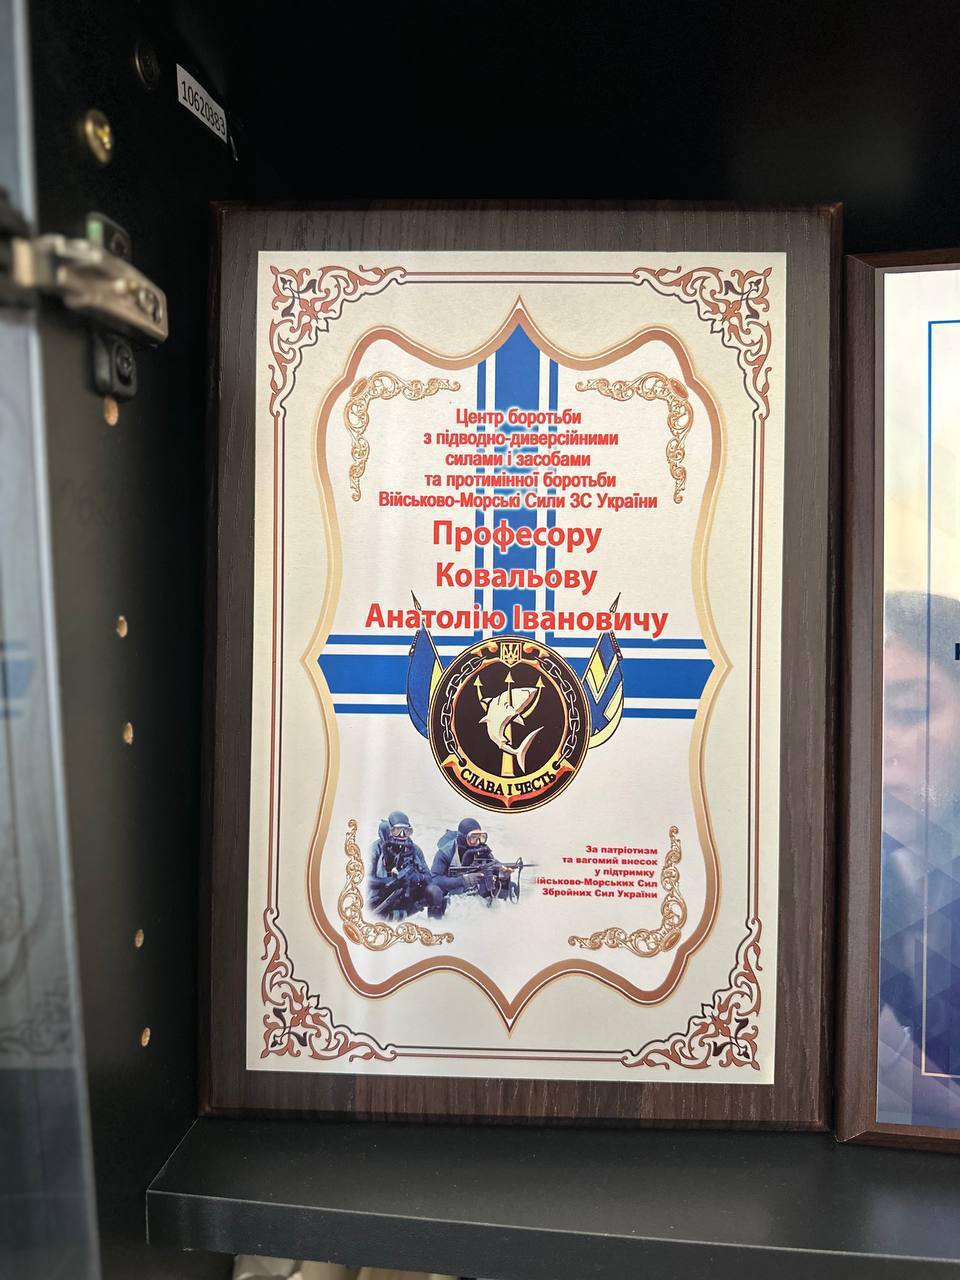 10620383
Центр боротьби
з підводно-диверсійними
силами і засобами
та протимінної боротьби
Військово-Морські Сили ЗС України
Професору
Ковальову
Анатолію Івановичу
СЛАВА І ЧЕСТЬ
За патріотизм
та вагомий внесок
у підтримку
Військово-Морських Сил
Збройних Сил України